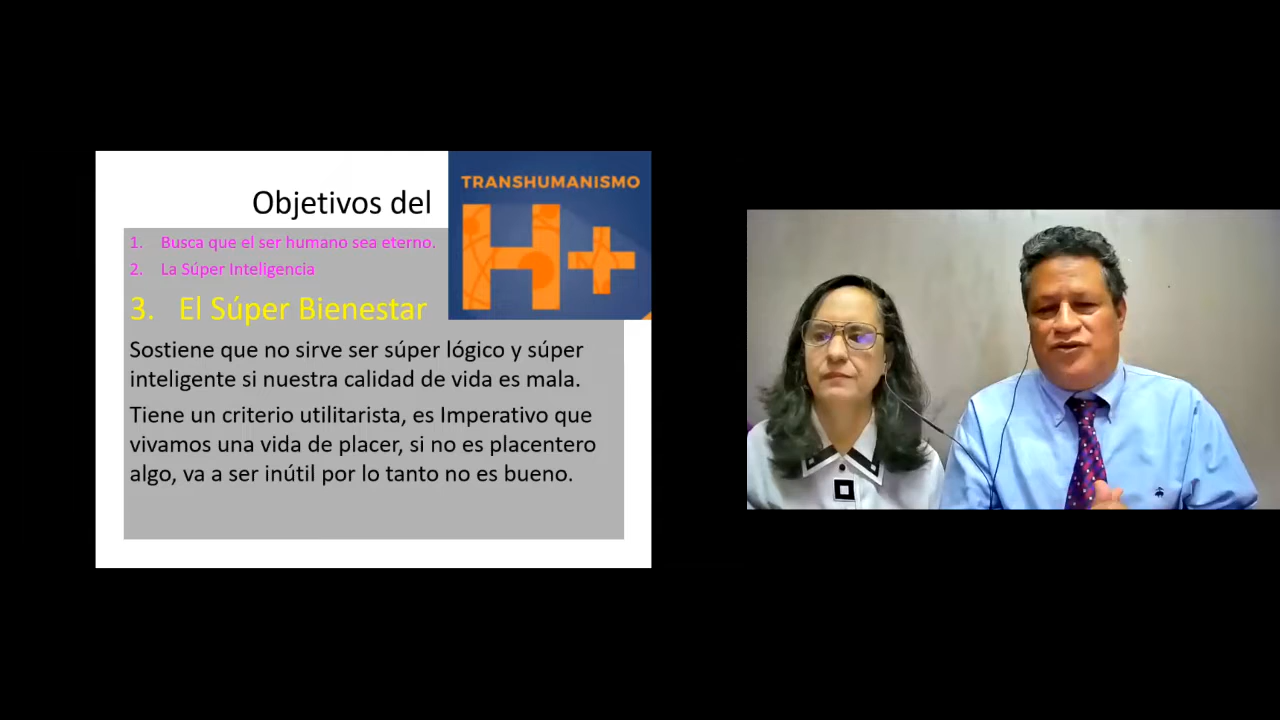 Objetivos del
TRANSHUMANISMO
H+
1. Busca que el ser humano sea eterno.
2. La Súper Inteligencia
3. El Súper Bienestar
Sostiene que no sirve ser súper lógico y súper
inteligente si nuestra calidad de vida es mala.
Tiene un criterio utilitarista, es Imperativo que
vivamos una vida de placer, si no es placentero
algo, va a ser inútil por lo tanto no es bueno.